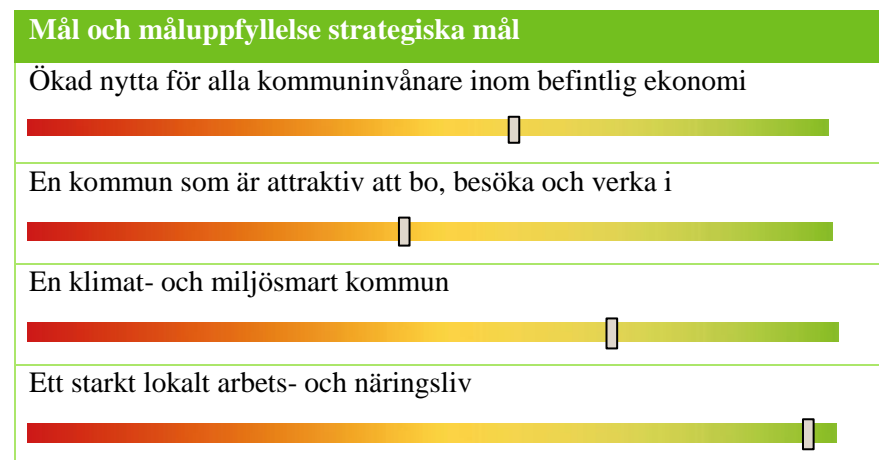 Mål och måluppfyllelse strategiska mål
Ökad nytta för alla kommuninvånare inom befintlig ekonomi
En kommun som är attraktiv att bo, besöka och verka i
En klimat- och miljösmart kommun
Ett starkt lokalt arbets- och näringsliv